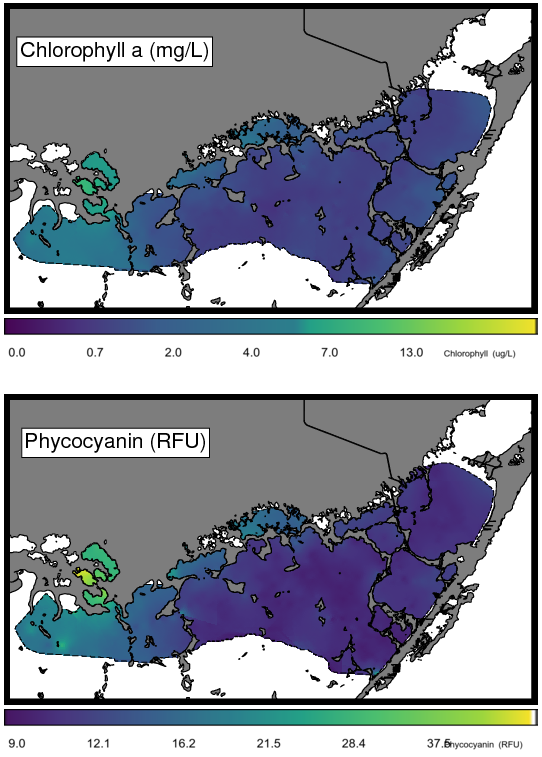 Chlorophyll a (mg/L)
0.0 0.7 2.0 4.0 7.0 13.0 Chlorophyll (ug/L)
Phycocyanin (RFU)
9.0 12.1 16.2 21.5 28.4 37.5 Phycocyanin (RFU)